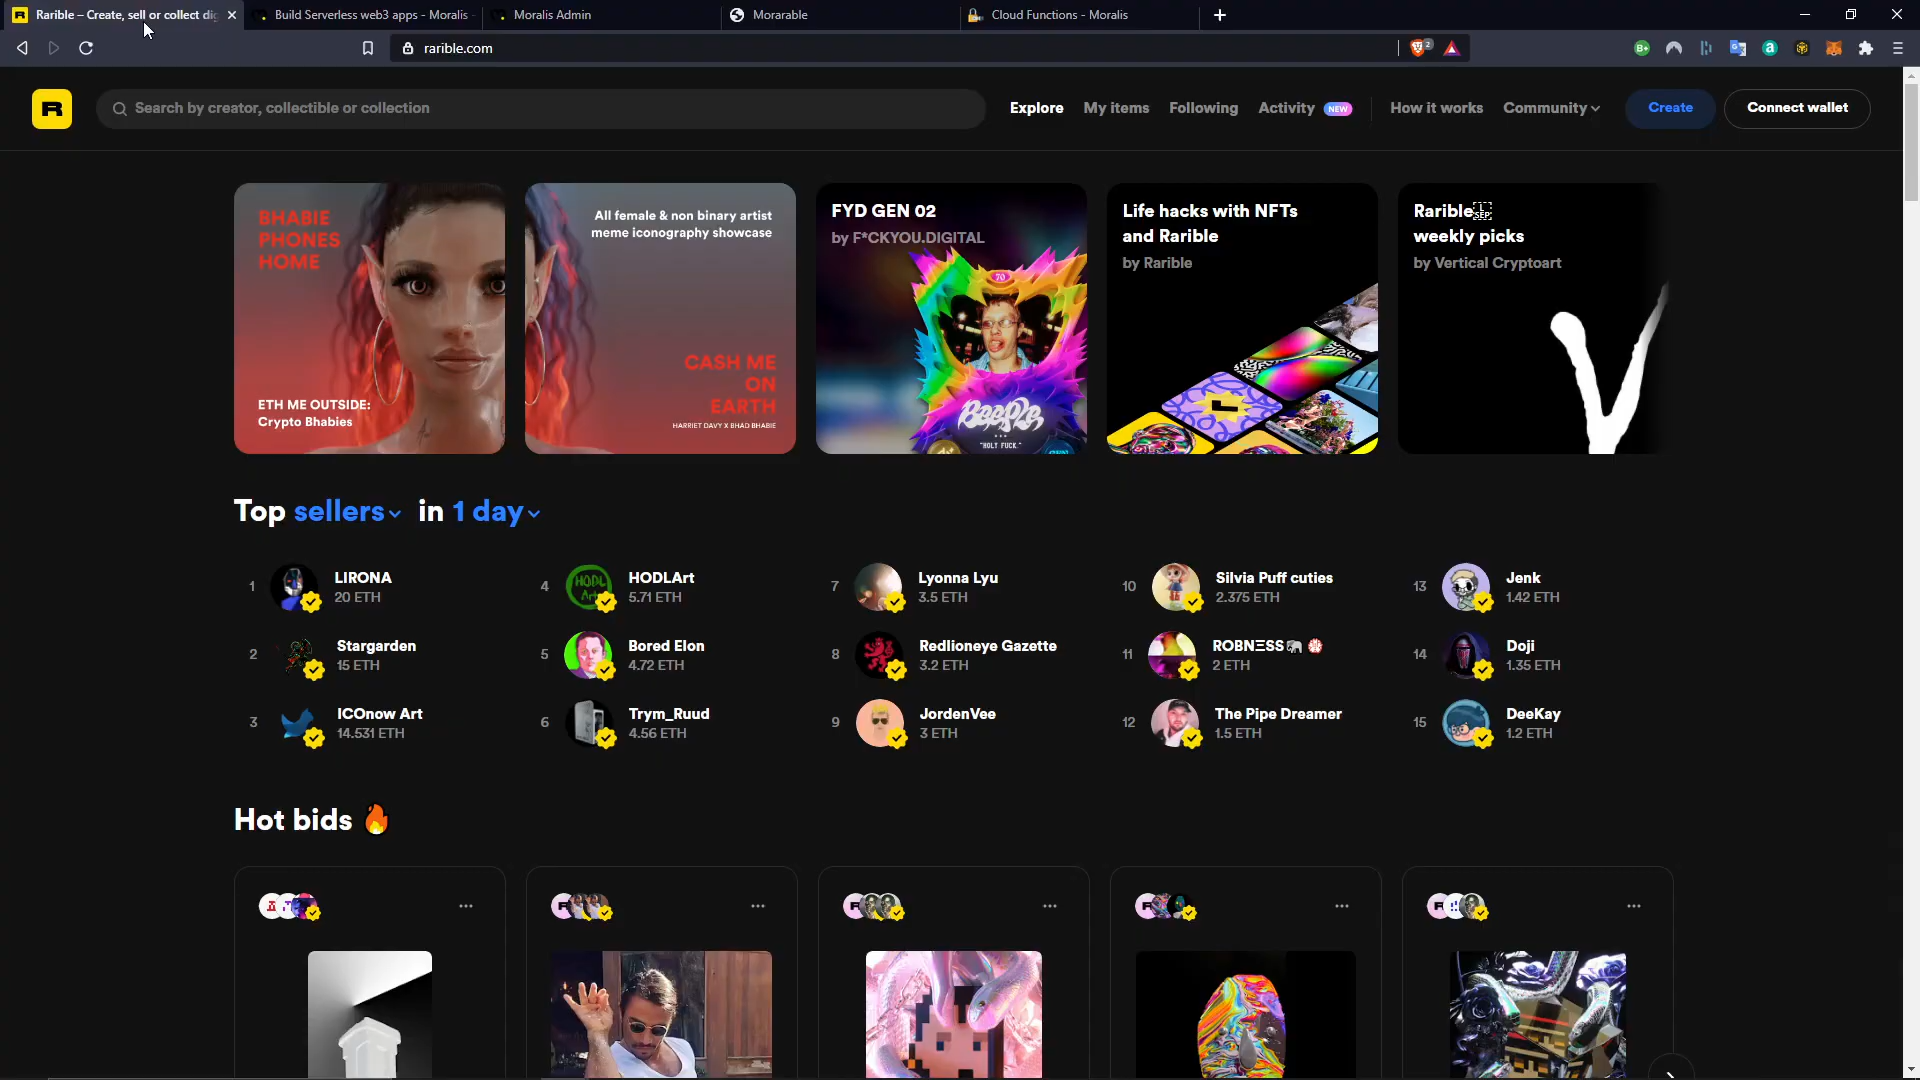 Rarible – Create, sell or collect dig
Build Serverless web3 apps - Moralis
Moralis Admin
Morarable
Cloud Functions - Moralis
rarible.com
2
R
Search by creator, collectible or collection
Explore
My items
Following
Activity NEW
How it works
Community
Create
Connect wallet
BHABIE
PHONES
HOME
ETH ME OUTSIDE:
Crypto Bhabies
All female & non binary artist
meme iconography showcase
CASH ME
ON
EARTH
HARRIET DAVY X BHAD BHABIE
FYD GEN 02
by F*CKYOU.DIGITAL
70
Beeple
"HOLY FUCK."
Life hacks with NFTs
and Rarible
by Rarible
Rarible
weekly picks
by Vertical Cryptoart
Top sellers in 1 day
1 LIRONA
20 ETH
2 Stargarden
15 ETH
3 ICOnow Art
14.531 ETH
4 HODLArt
5.71 ETH
5 Bored Elon
4.72 ETH
6 Trym_Ruud
4.56 ETH
7 Lyonna Lyu
3.5 ETH
8 Redlioneye Gazette
3.2 ETH
9 JordenVee
3 ETH
10 Silvia Puff cuties
2.375 ETH
11 ROBNΞSS🐘 💮
2 ETH
12 The Pipe Dreamer
1.5 ETH
13 Jenk
1.42 ETH
14 Doji
1.35 ETH
15 DeeKay
1.2 ETH
Hot bids 🔥